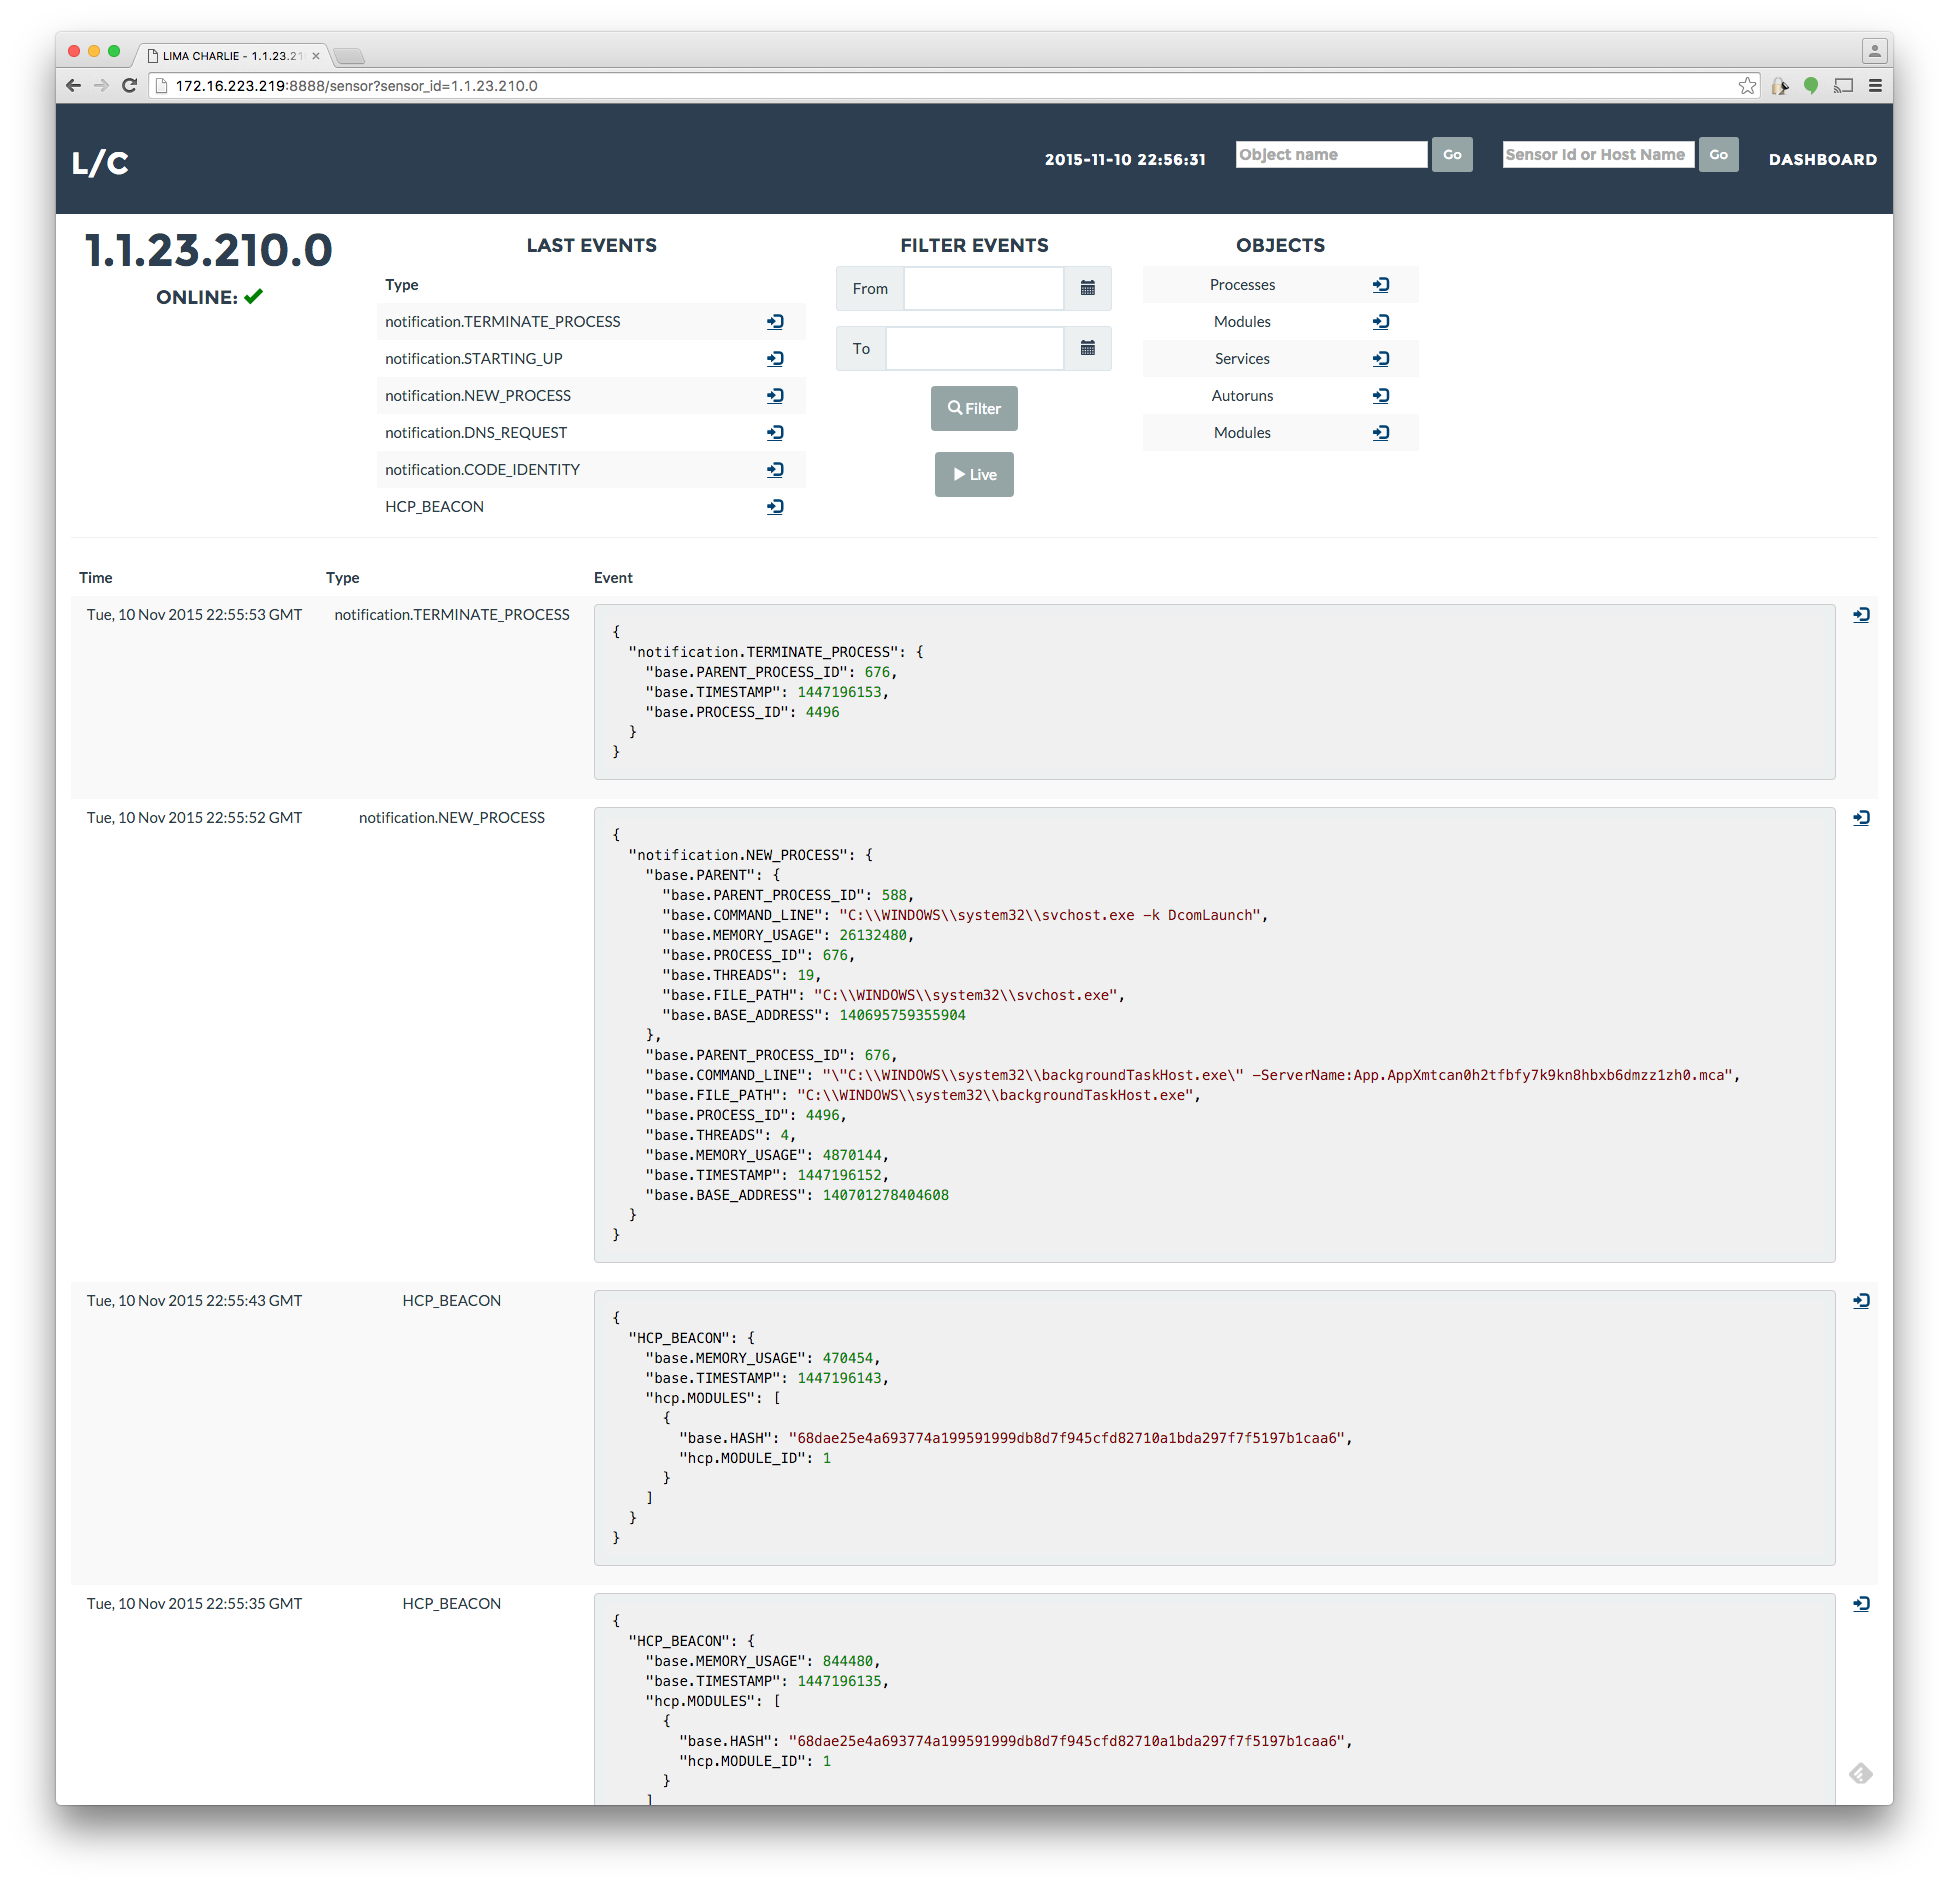 LIMA CHARLIE - 1.1.23.21
172.16.223.219:8888/sensor?sensor_id=1.1.23.210.0
L/C
2015-11-10 22:56:31
Object name
Go
Sensor Id or Host Name
Go
DASHBOARD
1.1.23.210.0
ONLINE:
LAST EVENTS
Type
notification.TERMINATE_PROCESS
notification.STARTING_UP
notification.NEW_PROCESS
notification.DNS_REQUEST
notification.CODE_IDENTITY
HCP_BEACON
FILTER EVENTS
From
To
Filter
Live
OBJECTS
Processes
Modules
Services
Autoruns
Modules
Time Type Event
Tue, 10 Nov 2015 22:55:53 GMT notification.TERMINATE_PROCESS
{
"notification.TERMINATE_PROCESS": {
"base.PARENT_PROCESS_ID": 676,
"base.TIMESTAMP": 1447196153,
"base.PROCESS_ID": 4496
}
}
Tue, 10 Nov 2015 22:55:52 GMT notification.NEW_PROCESS
{
"notification.NEW_PROCESS": {
"base.PARENT": {
"base.PARENT_PROCESS_ID": 588,
"base.COMMAND_LINE": "C:\\WINDOWS\\system32\\svchost.exe -k DcomLaunch",
"base.MEMORY_USAGE": 26132480,
"base.PROCESS_ID": 676,
"base.THREADS": 19,
"base.FILE_PATH": "C:\\WINDOWS\\system32\\svchost.exe",
"base.BASE_ADDRESS": 140695759355904
},
"base.PARENT_PROCESS_ID": 676,
"base.COMMAND_LINE": "\"C:\\WINDOWS\\system32\\backgroundTaskHost.exe\" -ServerName:App.AppXmtcan0h2tfbfy7k9kn8hbxb6dmzz1zh0.mca",
"base.FILE_PATH": "C:\\WINDOWS\\system32\\backgroundTaskHost.exe",
"base.PROCESS_ID": 4496,
"base.THREADS": 4,
"base.MEMORY_USAGE": 4870144,
"base.TIMESTAMP": 1447196152,
"base.BASE_ADDRESS": 140701278404608
}
}
Tue, 10 Nov 2015 22:55:43 GMT HCP_BEACON
{
"HCP_BEACON": {
"base.MEMORY_USAGE": 470454,
"base.TIMESTAMP": 1447196143,
"hcp.MODULES": [
{
"base.HASH": "68dae25e4a693774a199591999db8d7f945cfd82710a1bda297f7f5197b1caa6",
"hcp.MODULE_ID": 1
}
]
}
}
Tue, 10 Nov 2015 22:55:35 GMT HCP_BEACON
{
"HCP_BEACON": {
"base.MEMORY_USAGE": 844480,
"base.TIMESTAMP": 1447196135,
"hcp.MODULES": [
{
"base.HASH": "68dae25e4a693774a199591999db8d7f945cfd82710a1bda297f7f5197b1caa6",
"hcp.MODULE_ID": 1
}
]